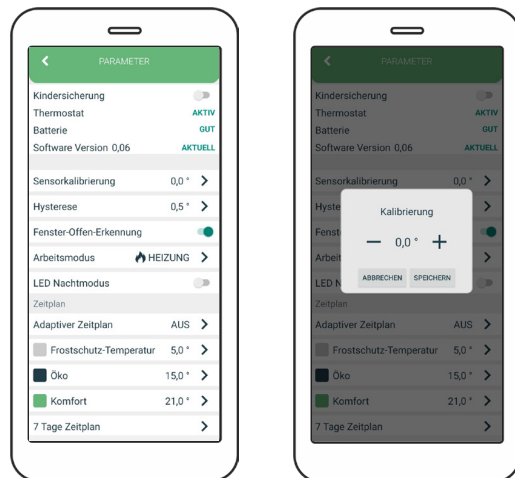 PARAMETER
Kindersicherung
Thermostat AKTIV
Batterie GUT
Software Version 0,06 AKTUELL
Sensorkalibrierung 0,0 °
Hysterese 0,5 °
Fenster-Offen-Erkennung
Arbeitsmodus HEIZUNG
LED Nachtmodus
Zeitplan
Adaptiver Zeitplan AUS
Frostschutz-Temperatur 5,0 °
Öko 15,0 °
Komfort 21,0 °
7 Tage Zeitplan
PARAMETER
Kindersicherung
Thermostat AKTIV
Batterie GUT
Software Version 0,06 AKTUELL
Sensorkalibrierung 0,0 °
Hyste
Kalibrierung
Fenst
— 0,0 ° +
Arbeit
LED N
ABBRECHEN SPEICHERN
Zeitplan
Adaptiver Zeitplan AUS
Frostschutz-Temperatur 5,0 °
Öko 15,0 °
Komfort 21,0 °
7 Tage Zeitplan